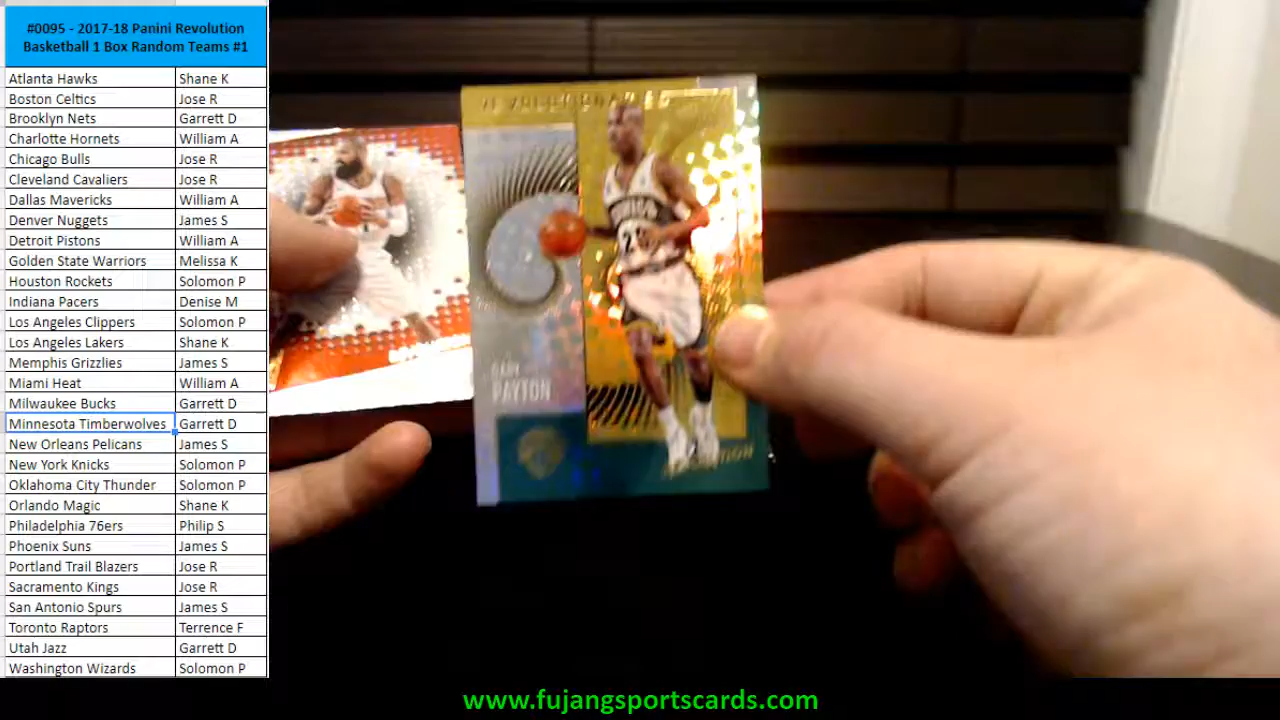 #0095 - 2017-18 Panini Revolution
Basketball 1 Box Random Teams #1
Atlanta Hawks Shane K
Boston Celtics Jose R
Brooklyn Nets Garrett D
Charlotte Hornets William A
Chicago Bulls Jose R
Cleveland Cavaliers Jose R
Dallas Mavericks William A
Denver Nuggets James S
Detroit Pistons William A
Golden State Warriors Melissa K
Houston Rockets Solomon P
Indiana Pacers Denise M
Los Angeles Clippers Solomon P
Los Angeles Lakers Shane K
Memphis Grizzlies James S
Miami Heat William A
Milwaukee Bucks Garrett D
Minnesota Timberwolves Garrett D
New Orleans Pelicans James S
New York Knicks Solomon P
Oklahoma City Thunder Solomon P
Orlando Magic Shane K
Philadelphia 76ers Philip S
Phoenix Suns James S
Portland Trail Blazers Jose R
Sacramento Kings Jose R
San Antonio Spurs James S
Toronto Raptors Terrence F
Utah Jazz Garrett D
Washington Wizards Solomon P
GARY
PAYTON
www.fujangsportscards.com